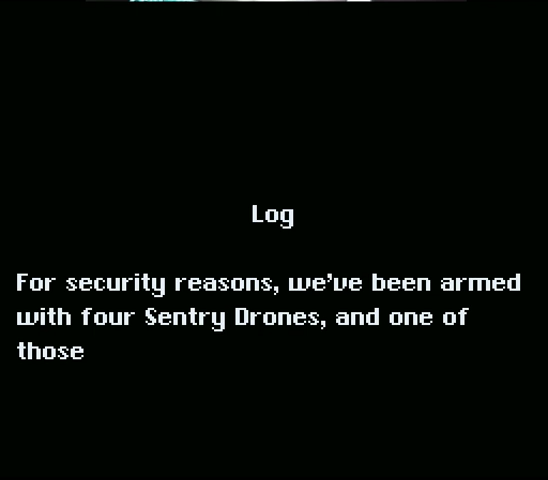 Log
For security reasons, we've been armed
with four Sentry Drones, and one of
those